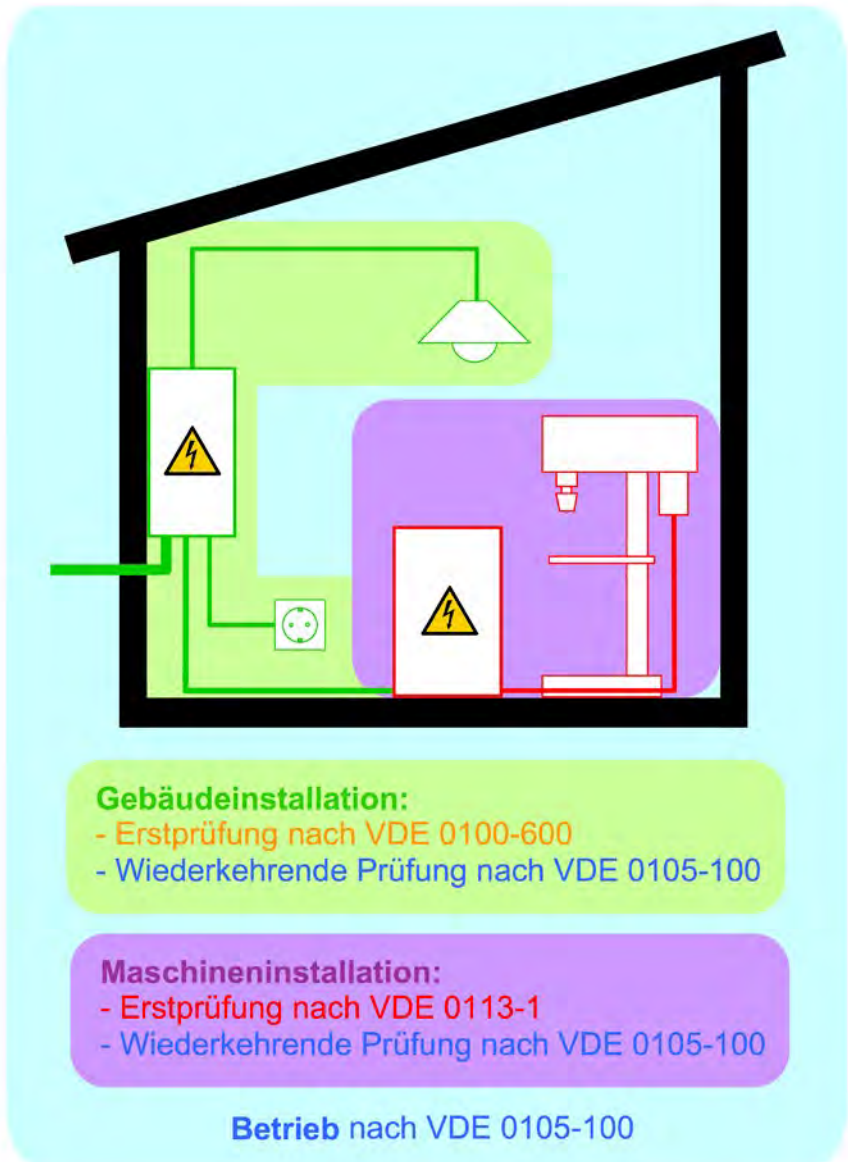 Gebäudeinstallation:
- Erstprüfung nach VDE 0100-600
- Wiederkehrende Prüfung nach VDE 0105-100
Maschineninstallation:
- Erstprüfung nach VDE 0113-1
- Wiederkehrende Prüfung nach VDE 0105-100
Betrieb nach VDE 0105-100